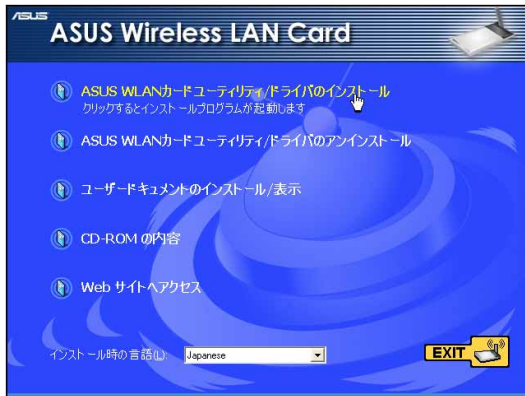 ASUS
ASUS Wireless LAN Card
ASUS WLANカードユーティリティ/ドライバのインストール
クリックするとインストールプログラムが起動します
ASUS WLANカードユーティリティ/ドライバのアンインストール
ユーザードキュメントのインストール/表示
CD-ROM の内容
Web サイトへアクセス
インストール時の言語(L): Japanese
EXIT